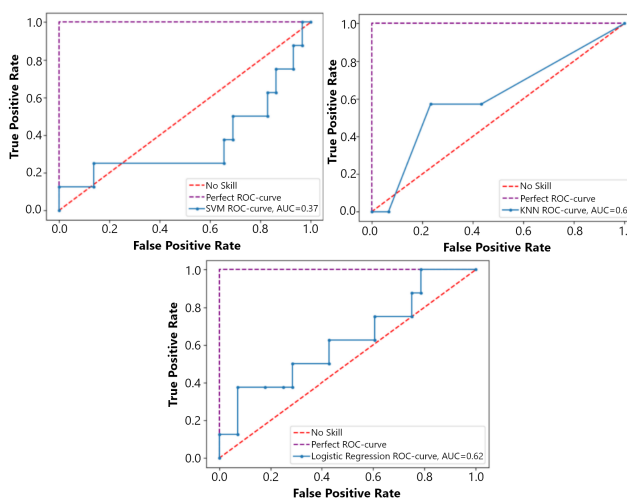 True Positive Rate
1.0
0.8
0.6
0.4
0.2
0.0
No Skill
Perfect ROC-curve
SVM ROC-curve, AUC=0.37
0.0 0.2 0.4 0.6 0.8 1.0
False Positive Rate
True Positive Rate
1.0
0.8
0.6
0.4
0.2
0.0
No Skill
Perfect ROC-curve
KNN ROC-curve, AUC=0.6
0.0 0.2 0.4 0.6 0.8 1.
False Positive Rate
True Positive Rate
1.0
0.8
0.6
0.4
0.2
0.0
No Skill
Perfect ROC-curve
Logistic Regression ROC-curve, AUC=0.62
0.0 0.2 0.4 0.6 0.8 1.0
False Positive Rate